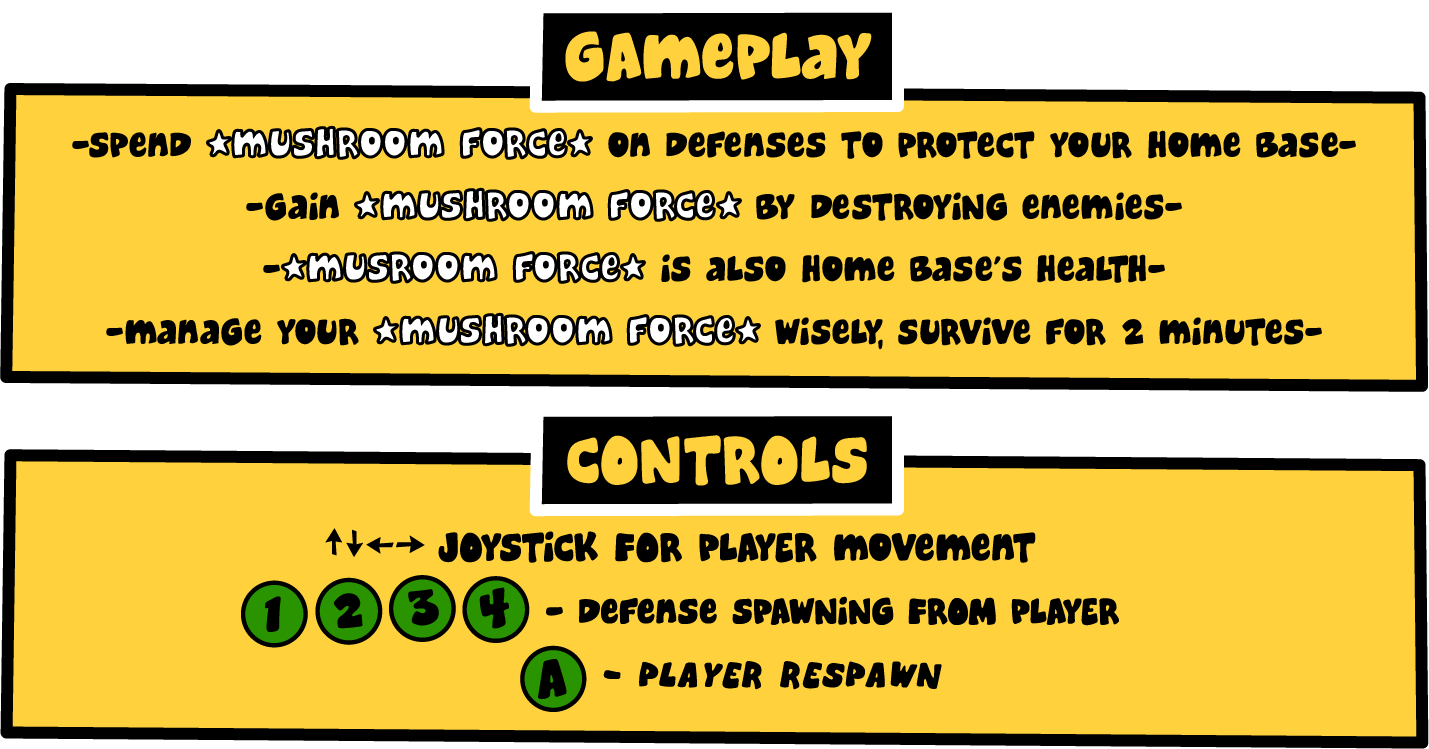 GAMEPLAY
-SPEND ★MUSHROOM FORCE★ ON DEFENSES TO PROTECT YOUR HOME BASE-
-GAIN ★MUSHROOM FORCE★ BY DESTROYING ENEMIES-
-★MUSROOM FORCE★ IS ALSO HOME BASE'S HEALTH-
-MANAGE YOUR ★MUSHROOM FORCE★ WISELY, SURVIVE FOR 2 MINUTES-
CONTROLS
↑↓←→ JOYSTICK FOR PLAYER MOVEMENT
1 2 3 4 - DEFENSE SPAWNING FROM PLAYER
A - PLAYER RESPAWN